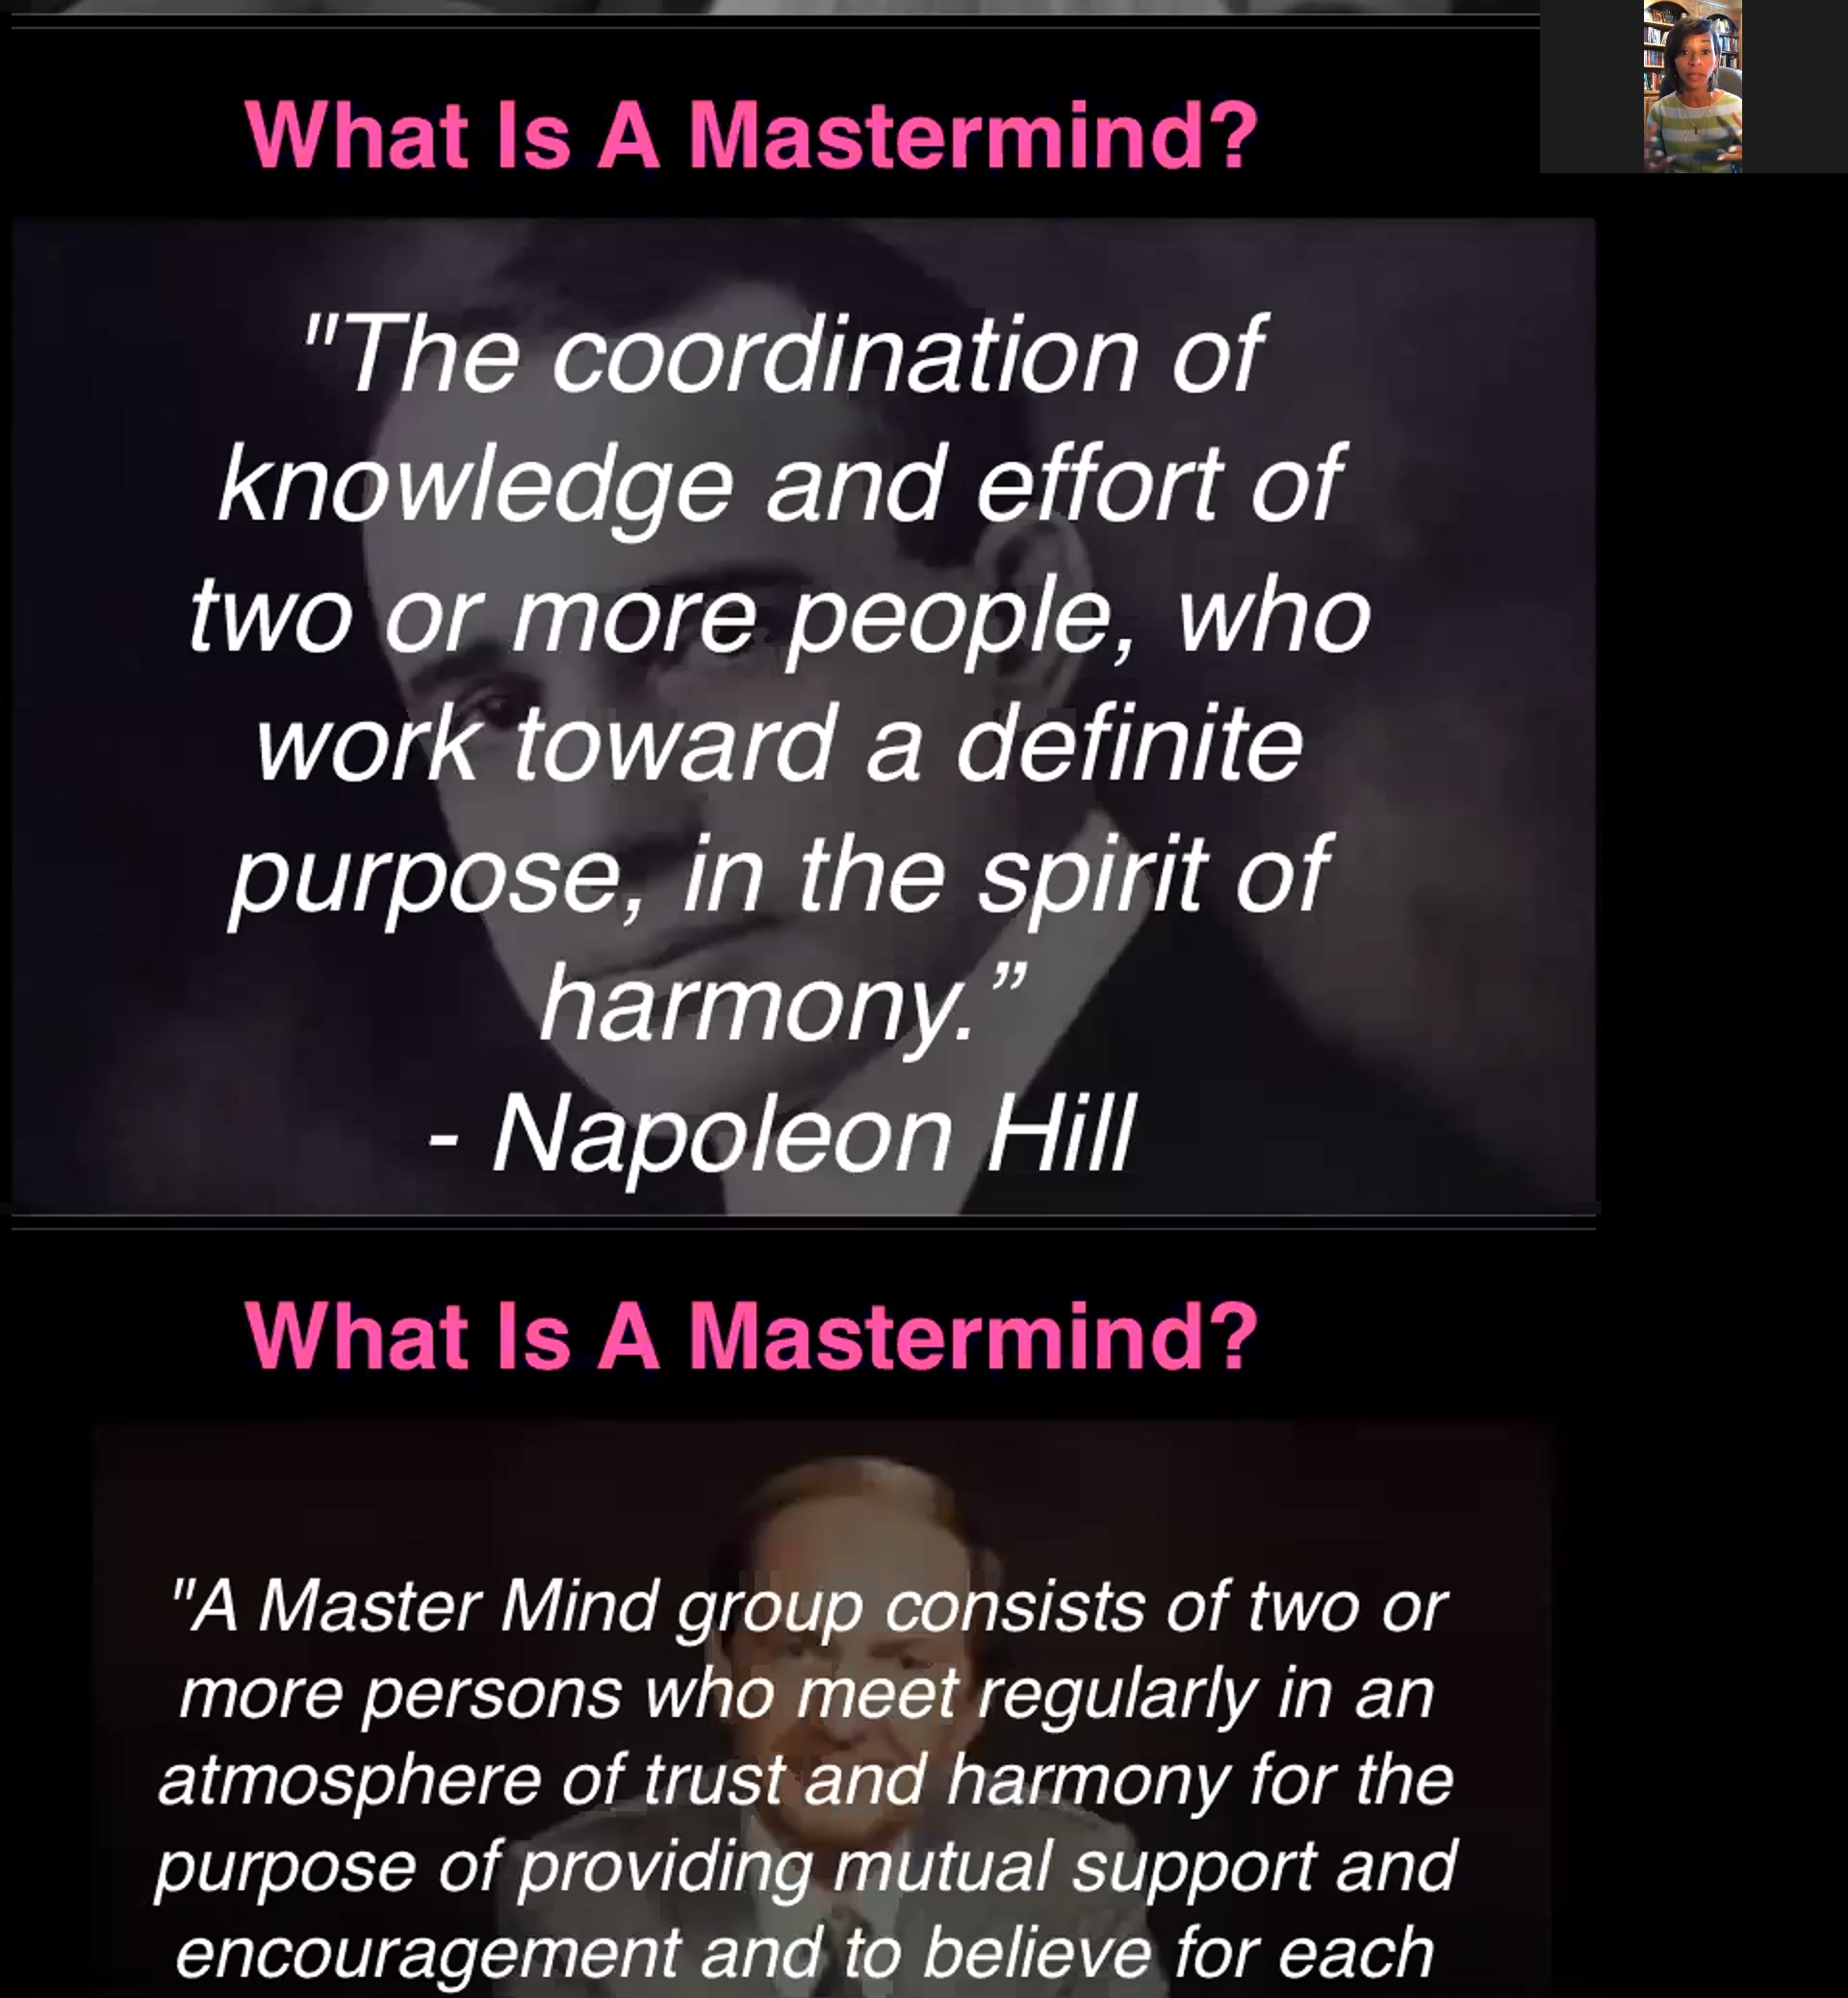 What Is A Mastermind?
"The coordination of
knowledge and effort of
two or more people, who
work toward a definite
purpose, in the spirit of
harmony.”
- Napoleon Hill
What Is A Mastermind?
"A Master Mind group consists of two or
more persons who meet regularly in an
atmosphere of trust and harmony for the
purpose of providing mutual support and
encouragement and to believe for each